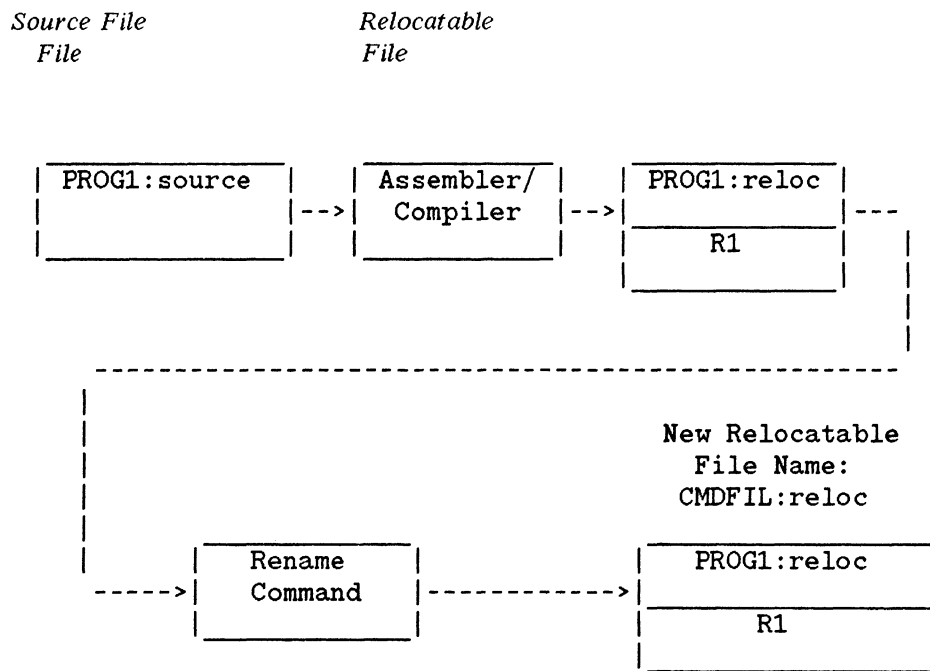 Source File
File
Relocatable
File
PROG1:source
Assembler/
Compiler
PROG1:reloc
R1
New Relocatable
File Name:
CMDFIL:reloc
Rename
Command
PROG1:reloc
R1